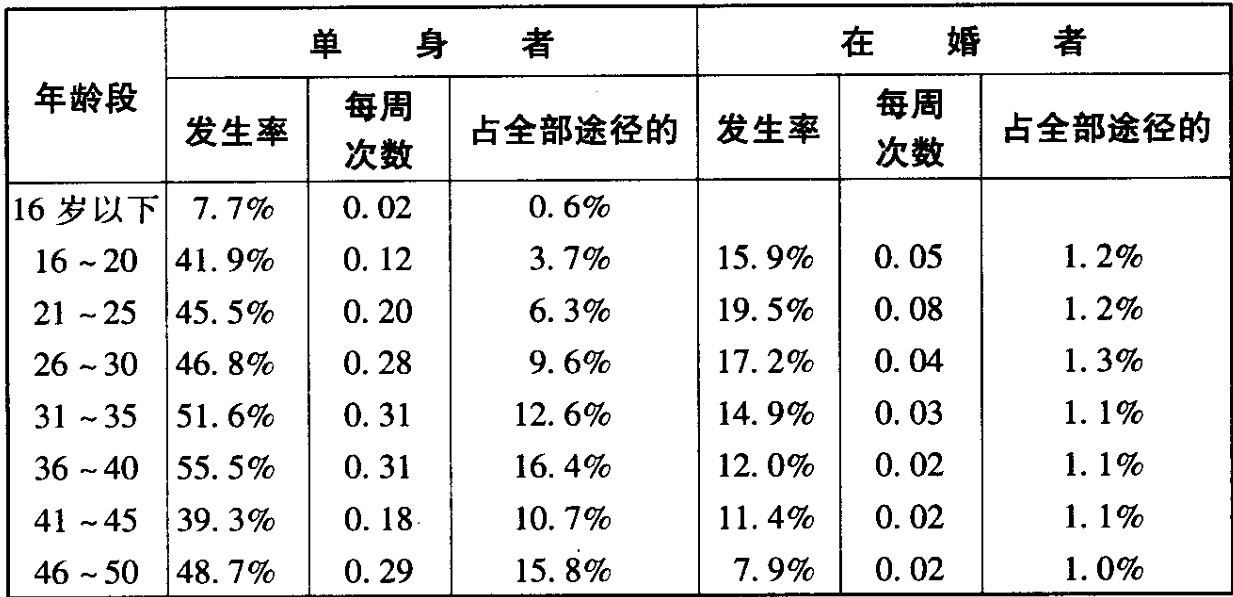 单身者 在婚者
年龄段 发生率 每周次数 占全部途径的 发生率 每周次数 占全部途径的
16 岁以下 7.7% 0.02 0.6%
16~20 41.9% 0.12 3.7% 15.9% 0.05 1.2%
21~25 45.5% 0.20 6.3% 19.5% 0.08 1.2%
26~30 46.8% 0.28 9.6% 17.2% 0.04 1.3%
31~35 51.6% 0.31 12.6% 14.9% 0.03 1.1%
36~40 55.5% 0.31 16.4% 12.0% 0.02 1.1%
41~45 39.3% 0.18 10.7% 11.4% 0.02 1.1%
46~50 48.7% 0.29 15.8% 7.9% 0.02 1.0%